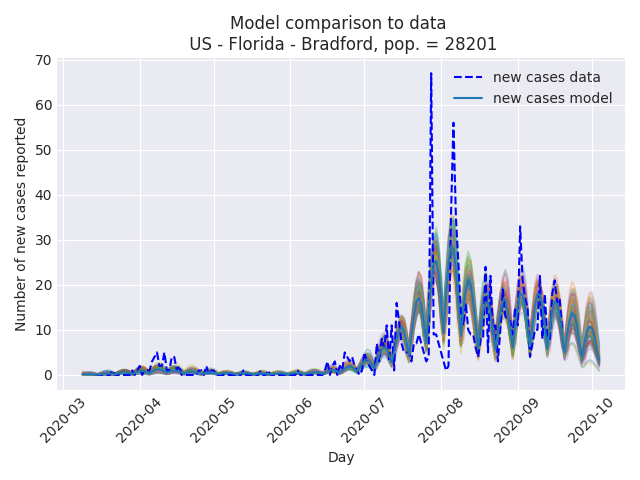 Model comparison to data
US - Florida - Bradford, pop. = 28201
new cases data
new cases model
Number of new cases reported
70
60
50
40
30
20
10
0
2020-03
2020-04
2020-05
2020-06
2020-07
2020-08
2020-09
2020-10
Day